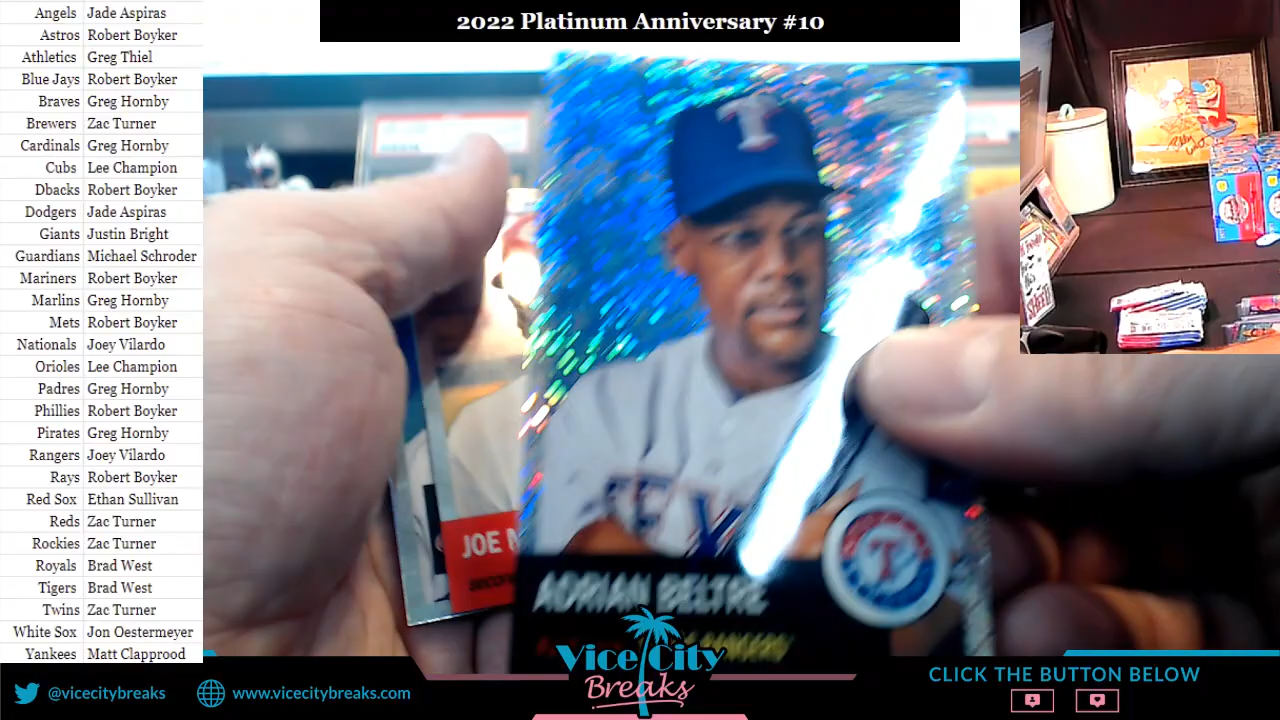 2022 Platinum Anniversary #10
Angels Jade Aspiras
Astros Robert Boyker
Athletics Greg Thiel
Blue Jays Robert Boyker
Braves Greg Hornby
Brewers Zac Turner
Cardinals Greg Hornby
Cubs Lee Champion
Dbacks Robert Boyker
Dodgers Jade Aspiras
Giants Justin Bright
Guardians Michael Schroder
Mariners Robert Boyker
Marlins Greg Hornby
Mets Robert Boyker
Nationals Joey Vilardo
Orioles Lee Champion
Padres Greg Hornby
Phillies Robert Boyker
Pirates Greg Hornby
Rangers Joey Vilardo
Rays Robert Boyker
Red Sox Ethan Sullivan
Reds Zac Turner
Rockies Zac Turner
Royals Brad West
Tigers Brad West
Twins Zac Turner
White Sox Jon Oestermeyer
Yankees Matt Clapprood
T
TEX
T
JOE
ADRIAN BELTRE
RANGERS
Vice City
Breaks
@vicecitybreaks
www.vicecitybreaks.com
CLICK THE BUTTON BELOW